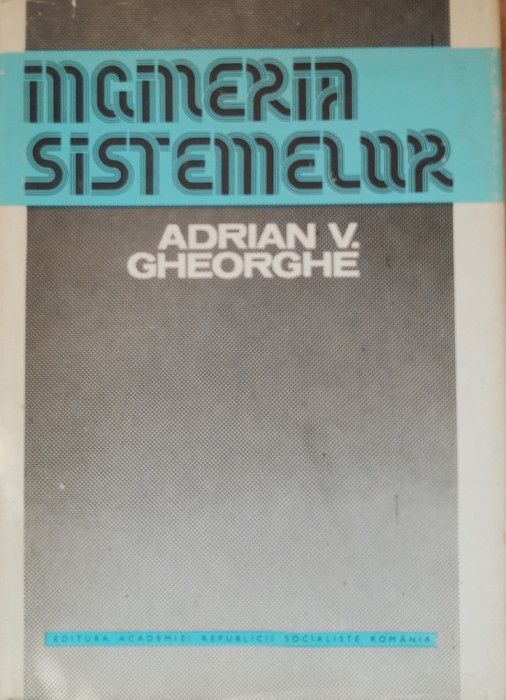 INGINERIA
SISTEMELOR
ADRIAN V.
GHEORGHE
EDITURA ACADEMIEI REPUBLICII SOCIALISTE ROMÂNIA